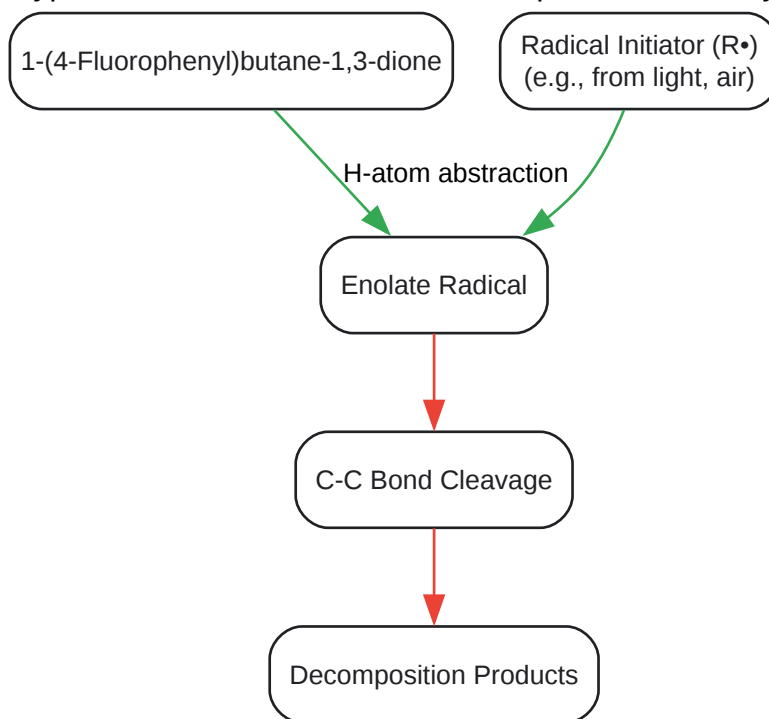 1-(4-Fluorophenyl)butane-1,3-dione
Radical Initiator (R•)
(e.g., from light, air)
H-atom abstraction
Enolate Radical
C-C Bond Cleavage
Decomposition Products